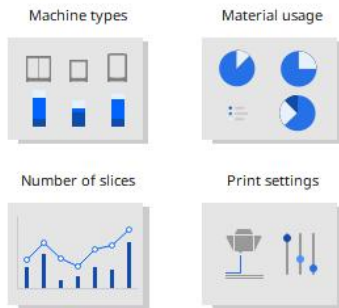 Machine types
Material usage
Number of slices
Print settings